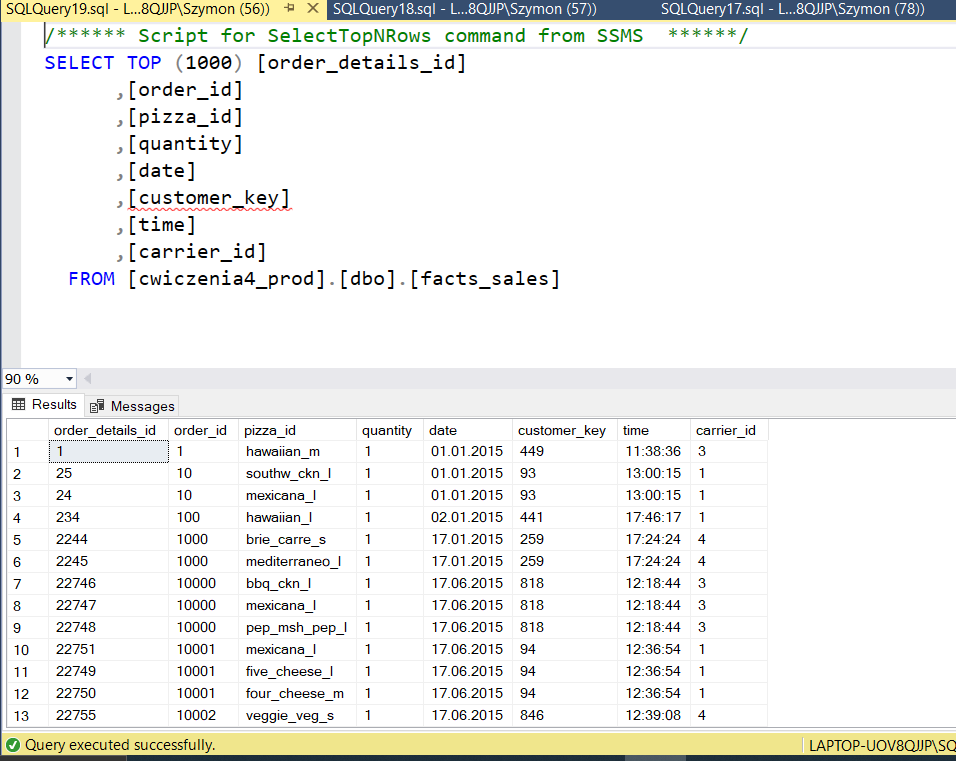 SQLQuery19.sql - L...8QJJP\Szymon (56)) SQLQuery18.sql - L...8QJJP\Szymon (57)) SQLQuery17.sql - L...8QJJP\Szymon (78))
/****** Script for SelectTopNRows command from SSMS  ******/
SELECT TOP (1000) [order_details_id]
      ,[order_id]
      ,[pizza_id]
      ,[quantity]
      ,[date]
      ,[customer_key]
      ,[time]
      ,[carrier_id]
  FROM [cwiczenia4_prod].[dbo].[facts_sales]
90 %
Results Messages
order_details_id order_id pizza_id quantity date customer_key time carrier_id
1 1 1 hawaiian_m 1 01.01.2015 449 11:38:36 3
2 25 10 southw_ckn_l 1 01.01.2015 93 13:00:15 1
3 24 10 mexicana_l 1 01.01.2015 93 13:00:15 1
4 234 100 hawaiian_l 1 02.01.2015 441 17:46:17 1
5 2244 1000 brie_carre_s 1 17.01.2015 259 17:24:24 4
6 2245 1000 mediterraneo_l 1 17.01.2015 259 17:24:24 4
7 22746 10000 bbq_ckn_l 1 17.06.2015 818 12:18:44 3
8 22747 10000 mexicana_l 1 17.06.2015 818 12:18:44 3
9 22748 10000 pep_msh_pep_l 1 17.06.2015 818 12:18:44 3
10 22751 10001 mexicana_l 1 17.06.2015 94 12:36:54 1
11 22749 10001 five_cheese_l 1 17.06.2015 94 12:36:54 1
12 22750 10001 four_cheese_m 1 17.06.2015 94 12:36:54 1
13 22755 10002 veggie_veg_s 1 17.06.2015 846 12:39:08 4
Query executed successfully. LAPTOP-UOV8QJJP\SQ